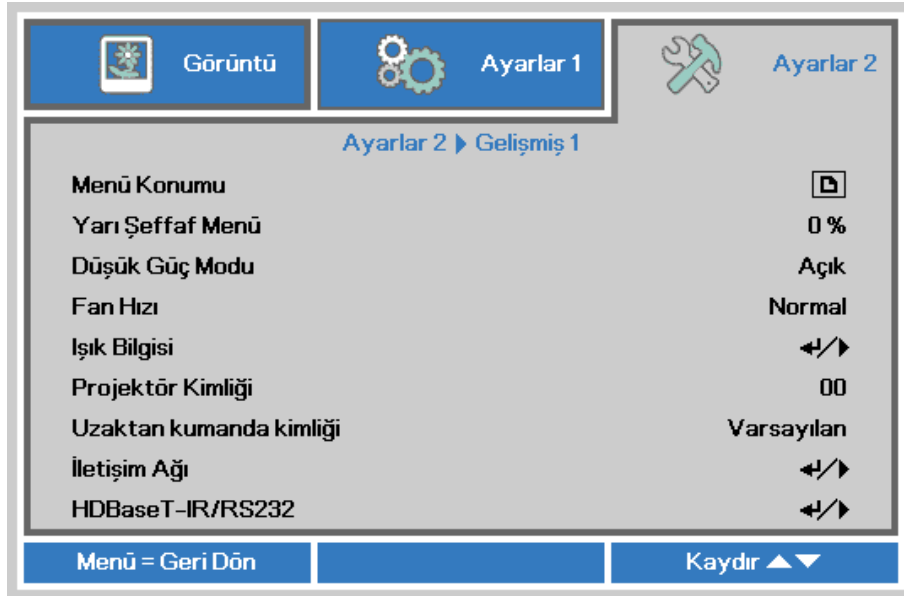 Görüntü
Ayarlar 1
Ayarlar 2
Ayarlar 2 ▶ Gelişmiş 1
Menü Konumu
Yarı Şeffaf Menü 0 %
Düşük Güç Modu Açık
Fan Hızı Normal
Işık Bilgisi ↵/▶
Projektör Kimliği 00
Uzaktan kumanda kimliği Varsayılan
İletişim Ağı ↵/▶
HDBaseT-IR/RS232 ↵/▶
Menü = Geri Dön Kaydır ▲▼